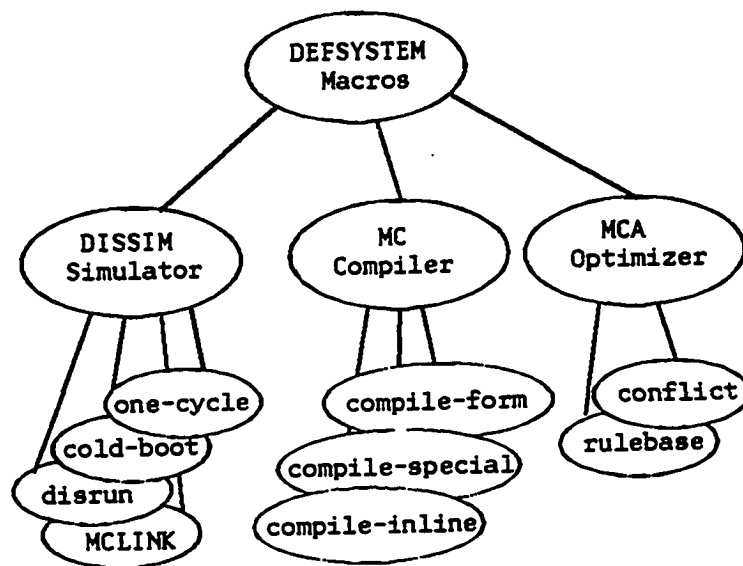 DEFSYSTEM
Macros
DISSIM
Simulator
MC
Compiler
MCA
Optimizer
one-cycle
cold-boot
disrun
MCLINK
compile-form
compile-special
compile-inline
conflict
rulebase